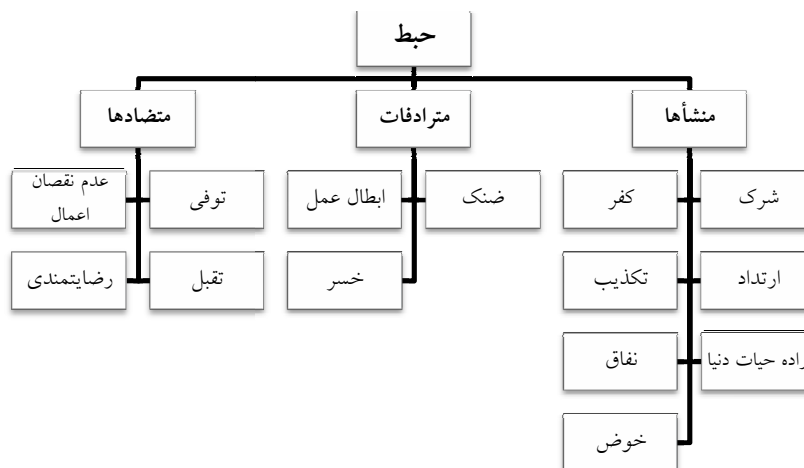 حبط
منشأها
مترادفات
متضادها
شرک
کفر
ضنک
ابطال عمل
توفی
عدم نقصان
اعمال
ارتداد
تکذیب
خسر
تقبل
رضایتمندی
حیات دنیا
نفاق
خوض